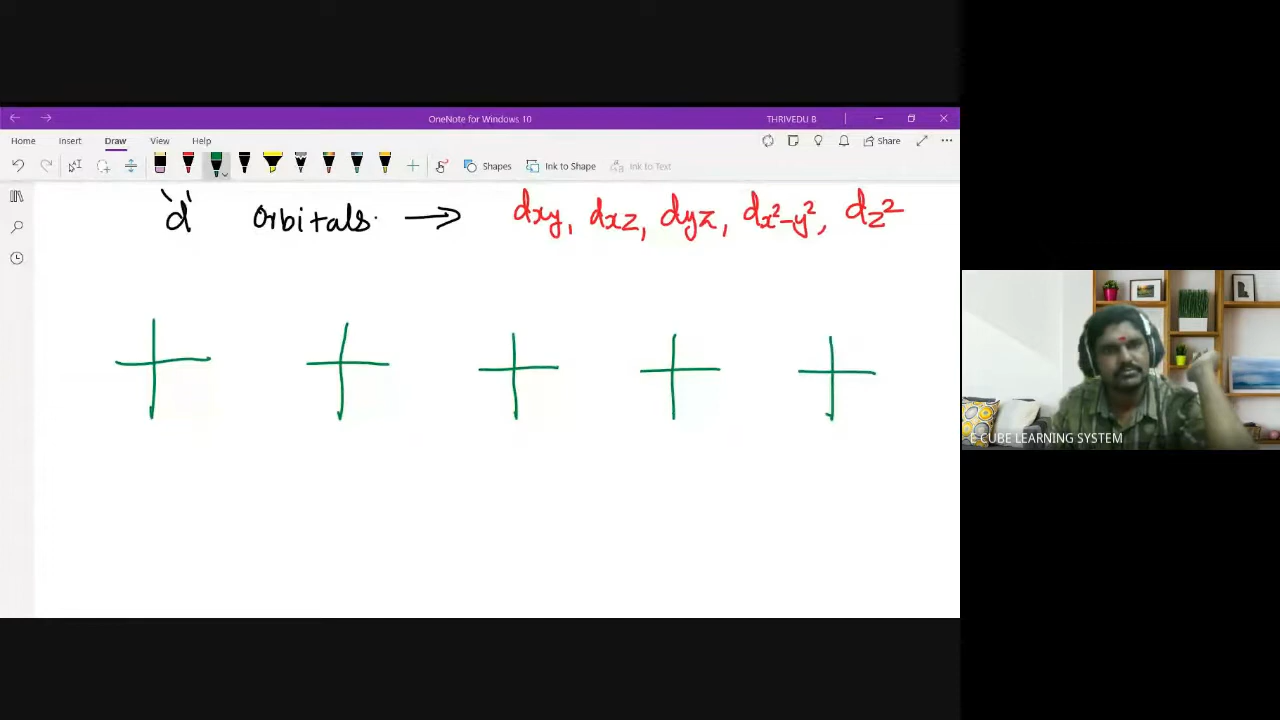 OneNote for Windows 10
THRIVEDU B
Home Insert Draw View Help
Share
Shapes Ink to Shape Ink to Text
'd' Orbitals → dxy, dxz, dyz, dx²-y², dz²
E CUBE LEARNING SYSTEM